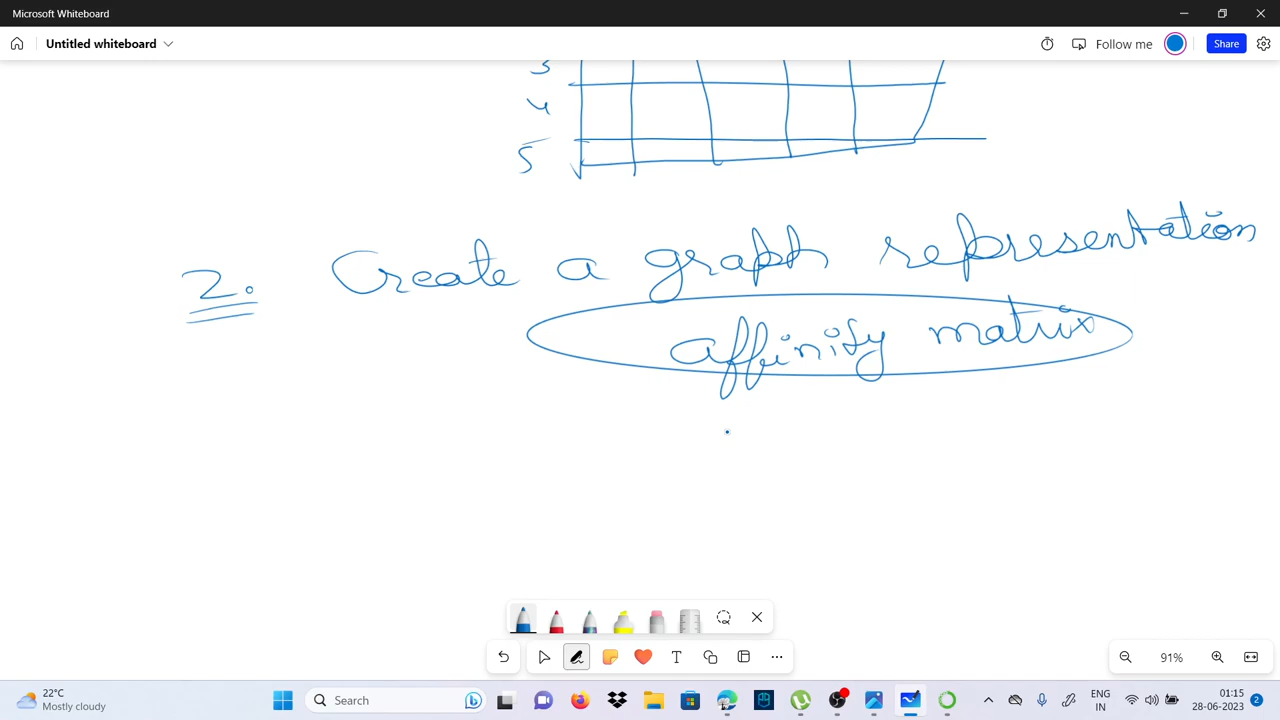 Microsoft Whiteboard
Untitled whiteboard
Follow me
Share
3
4
5
2. Create a graph representation
affinity matrix
91%
22°C
Mostly cloudy
Search
ENG
IN
01:15
28-06-2023
2